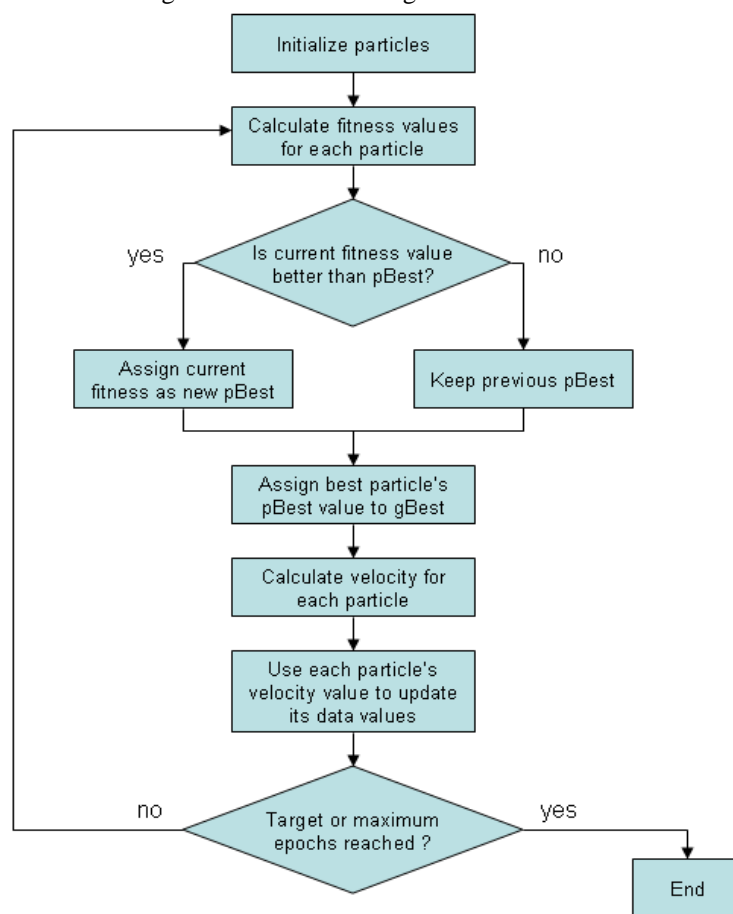 Initialize particles
Calculate fitness values
for each particle
yes
Is current fitness value
better than pBest?
no
Assign current
fitness as new pBest
Keep previous pBest
Assign best particle's
pBest value to gBest
Calculate velocity for
each particle
Use each particle's
velocity value to update
its data values
no
Target or maximum
epochs reached ?
yes
End